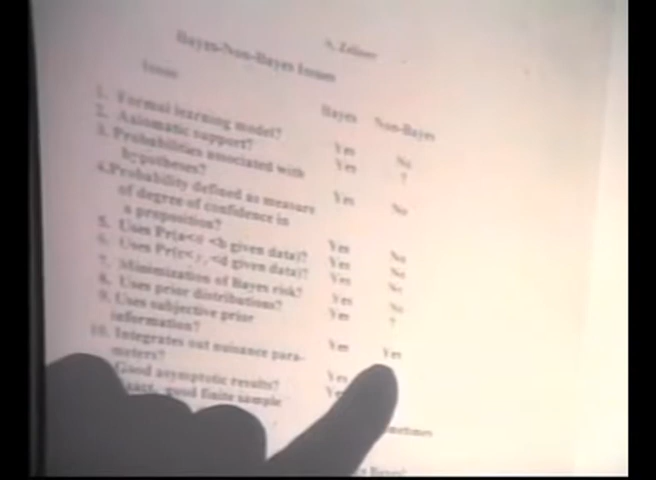 A. Zellner
Bayes-Non-Bayes Issues
Issues Bayes Non-Bayes
1. Formal learning model? Yes No
2. Axiomatic support? Yes ?
3. Probabilities associated with
hypotheses? Yes No
4. Probability defined as measure
of degree of confidence in
a proposition? Yes No
5. Uses Pr(a< <b given data)? Yes No
6. Uses Pr(c< <d given data)? Yes No
7. Minimization of Bayes risk? Yes No
8. Uses prior distributions? Yes ?
9. Uses subjective prior
information? Yes Yes
10. Integrates out nuisance para-
meters? Yes
Good asymptotic results? Yes
good finite sample